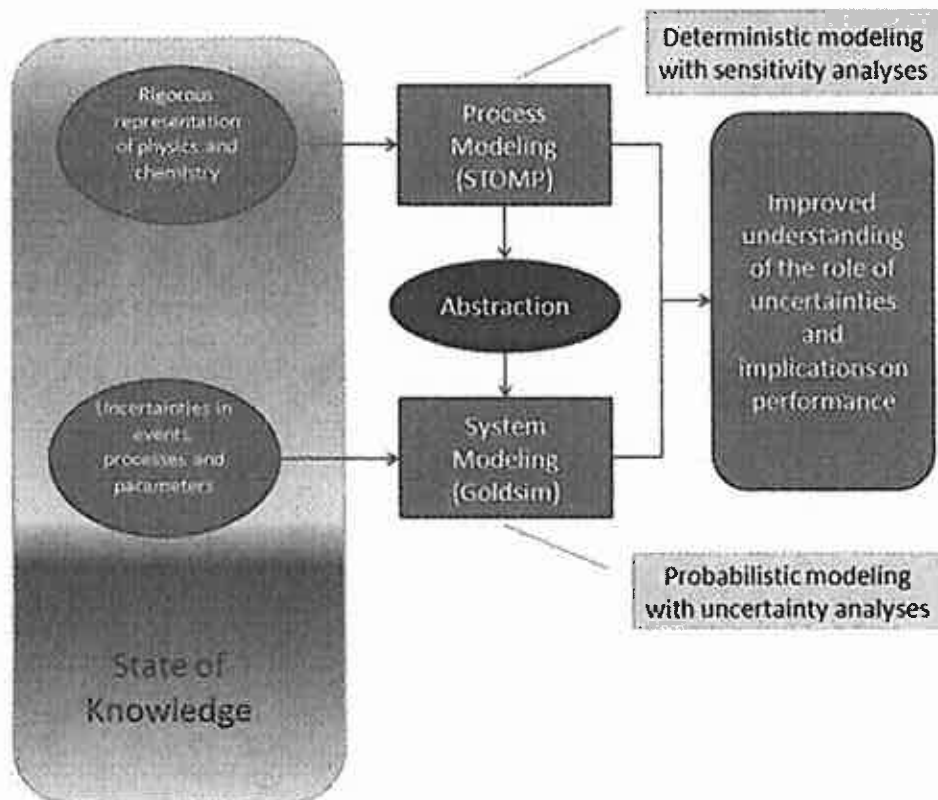 Deterministic modeling
with sensitivity analyses
Rigorous
representation
of physics and
chemistry
Process
Modeling
(STOMP)
Improved
understanding
of the role of
uncertainties
and
implications on
performance
Abstraction
Uncertainties in
events,
processes and
parameters
System
Modeling
(Goldsim)
Probabilistic modeling
with uncertainty analyses
State of
Knowledge